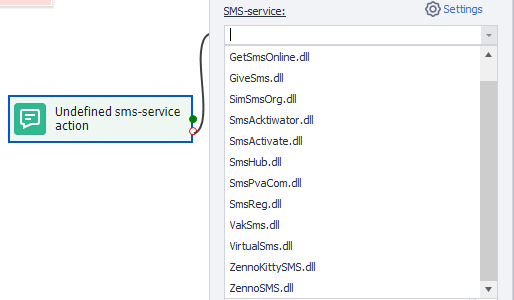 SMS-service:
Settings
GetSmsOnline.dll
GiveSms.dll
SimSmsOrg.dll
SmsAcktiwator.dll
SmsActivate.dll
SmsHub.dll
SmsPvaCom.dll
SmsReg.dll
VakSms.dll
VirtualSms.dll
ZennoKittySMS.dll
ZennoSMS.dll
Undefined sms-service
action